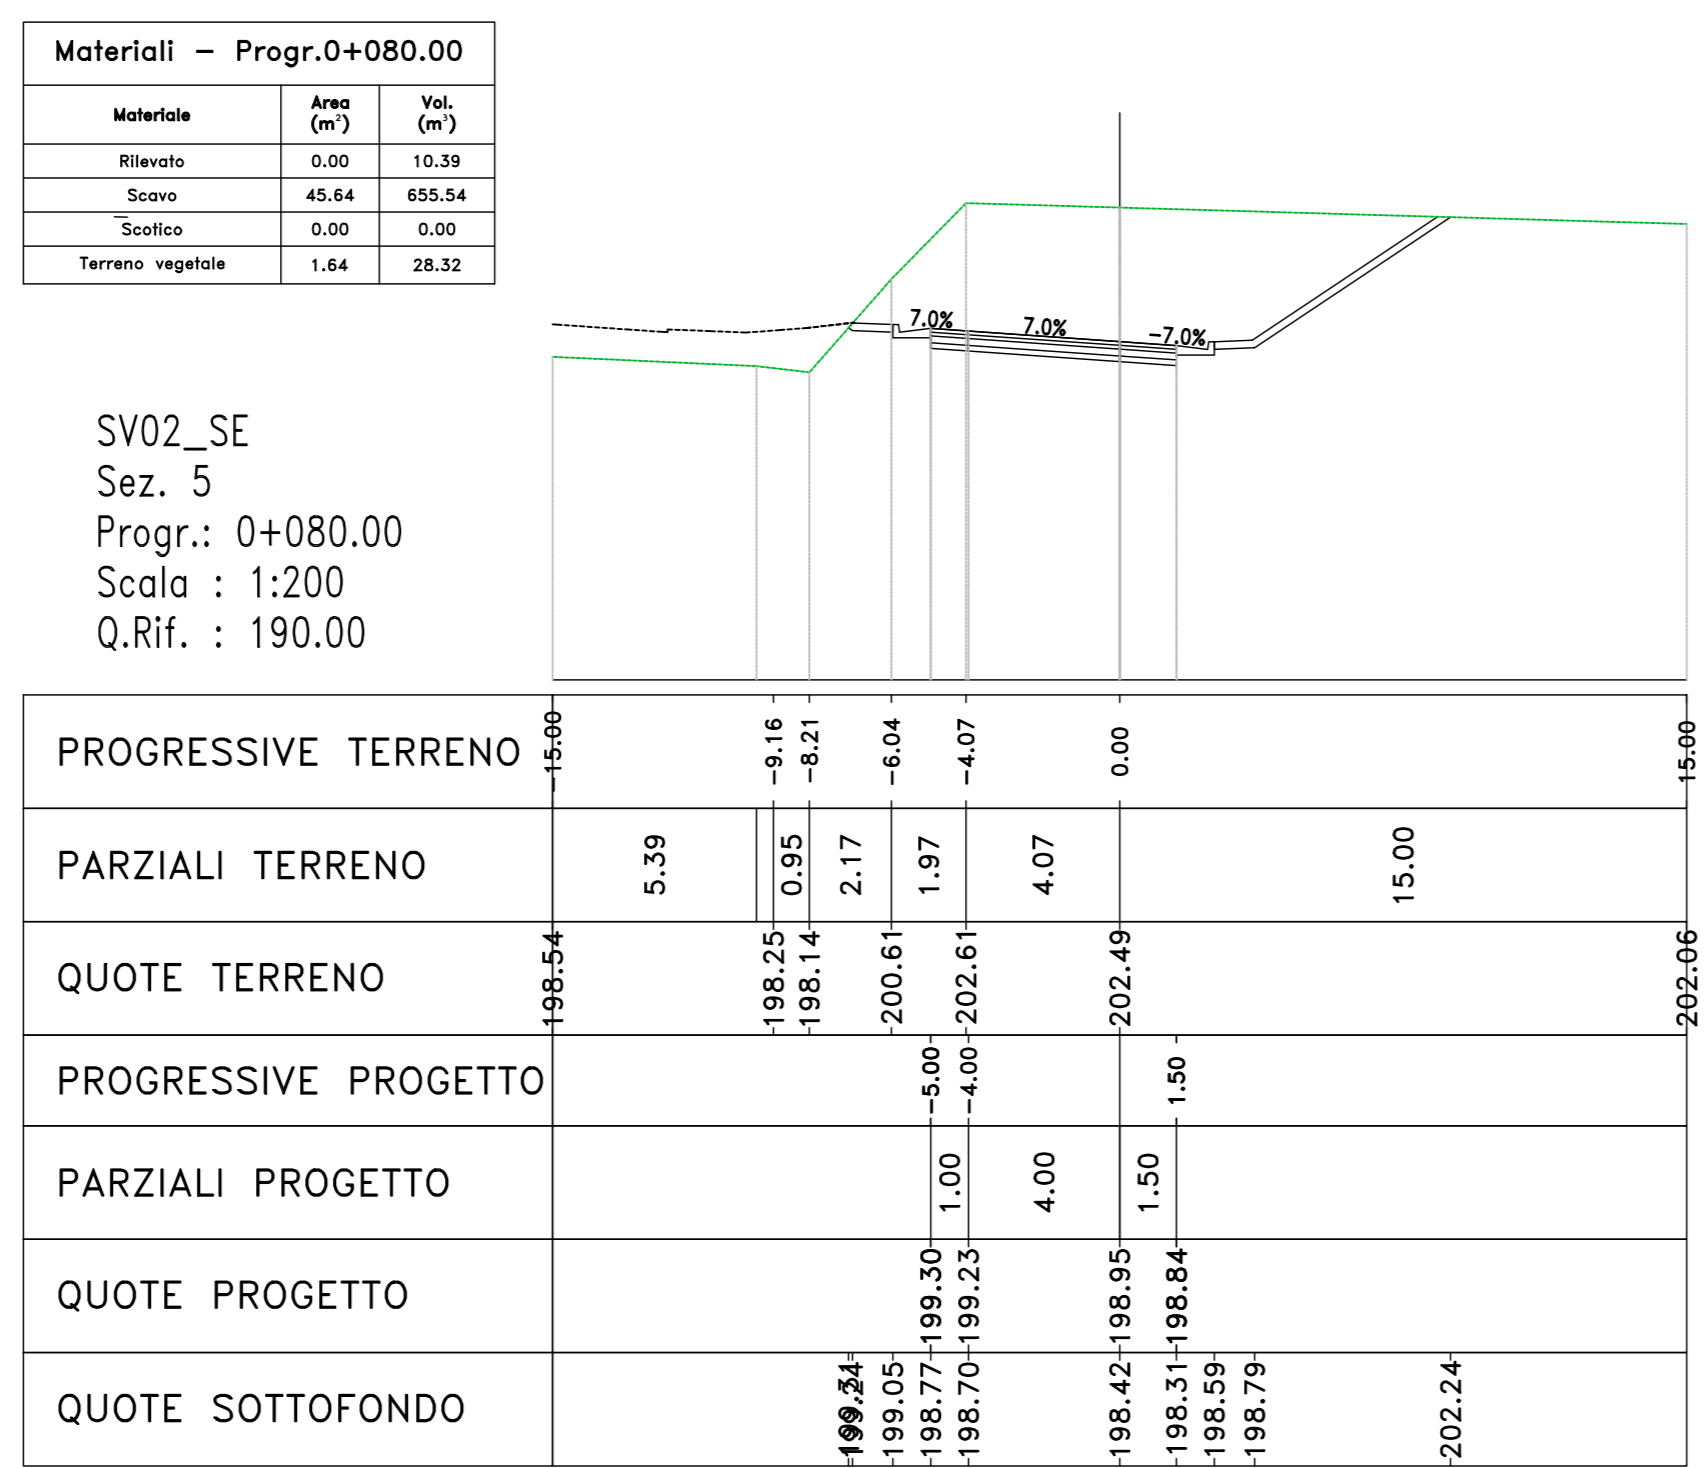 Materiali - Progr.0+080.00
Materiale Area (m²) Vol. (m³)
Rilevato 0.00 10.39
Scavo 45.64 655.54
Scotico 0.00 0.00
Terreno vegetale 1.64 28.32
7.0% 7.0% -7.0%
SV02_SE
Sez. 5
Progr.: 0+080.00
Scala : 1:200
Q.Rif. : 190.00
PROGRESSIVE TERRENO -15.00 -9.16 -8.21 -6.04 -4.07 0.00 15.00
PARZIALI TERRENO 5.39 0.95 2.17 1.97 4.07 15.00
QUOTE TERRENO 198.54 198.25 198.14 200.61 202.61 202.49 202.06
PROGRESSIVE PROGETTO -5.00 -4.00 1.50
PARZIALI PROGETTO 1.00 4.00 1.50
QUOTE PROGETTO 199.30 199.23 198.95 198.84
QUOTE SOTTOFONDO 199.24 199.05 198.77 198.70 198.42 198.31 198.59 198.79 202.24